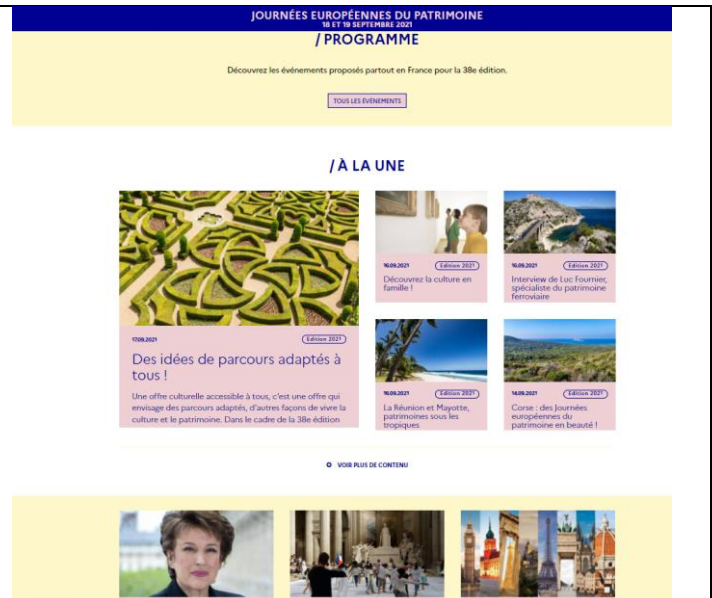 JOURNÉES EUROPÉENNES DU PATRIMOINE
18 ET 19 SEPTEMBRE 2021
/ PROGRAMME
Découvrez les événements proposés partout en France pour la 38e édition.
TOUS LES ÉVÉNEMENTS
/ À LA UNE
17.09.2021
Edition 2021
Des idées de parcours adaptés à
tous !
Une offre culturelle accessible à tous, c'est une offre qui
envisage des parcours adaptés, d'autres façons de vivre la
culture et le patrimoine. Dans le cadre de la 38e édition
16.09.2021
Edition 2021
Découvrez la culture en
famille !
16.09.2021
Edition 2021
Interview de Luc Fournier,
spécialiste du patrimoine
ferroviaire
16.09.2021
Edition 2021
La Réunion et Mayotte,
patrimoines sous les
tropiques
14.09.2021
Edition 2021
Corse : des Journées
européennes du
patrimoine en beauté !
VOIR PLUS DE CONTENU